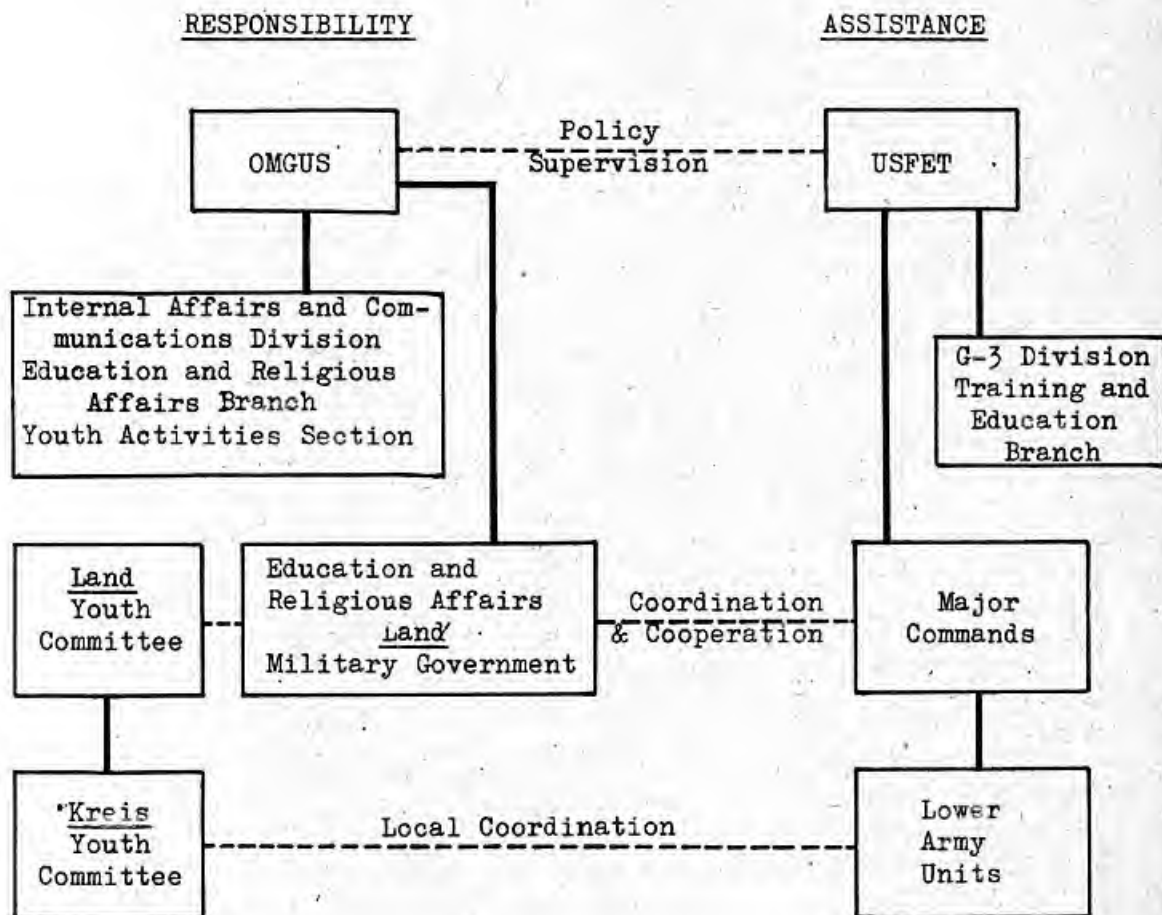 RESPONSIBILITY
ASSISTANCE
OMGUS
Policy
Supervision
USFET
Internal Affairs and Com-
munications Division
Education and Religious
Affairs Branch
Youth Activities Section
G-3 Division
Training and
Education
Branch
Land
Youth
Committee
Education and
Religious Affairs
Land
Military Government
Coordination
& Cooperation
Major
Commands
Kreis
Youth
Committee
Local Coordination
Lower
Army
Units